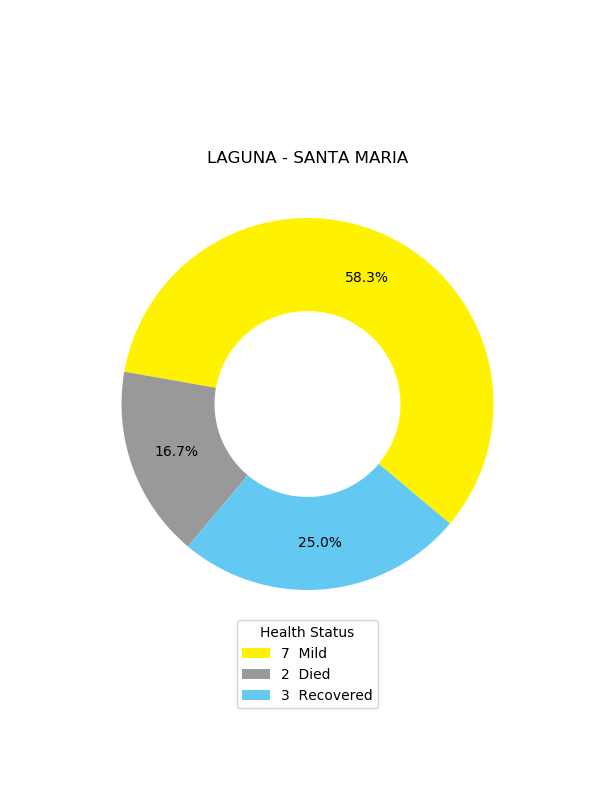 LAGUNA - SANTA MARIA
58.3%
16.7%
25.0%
Health Status
7  Mild
2  Died
3  Recovered